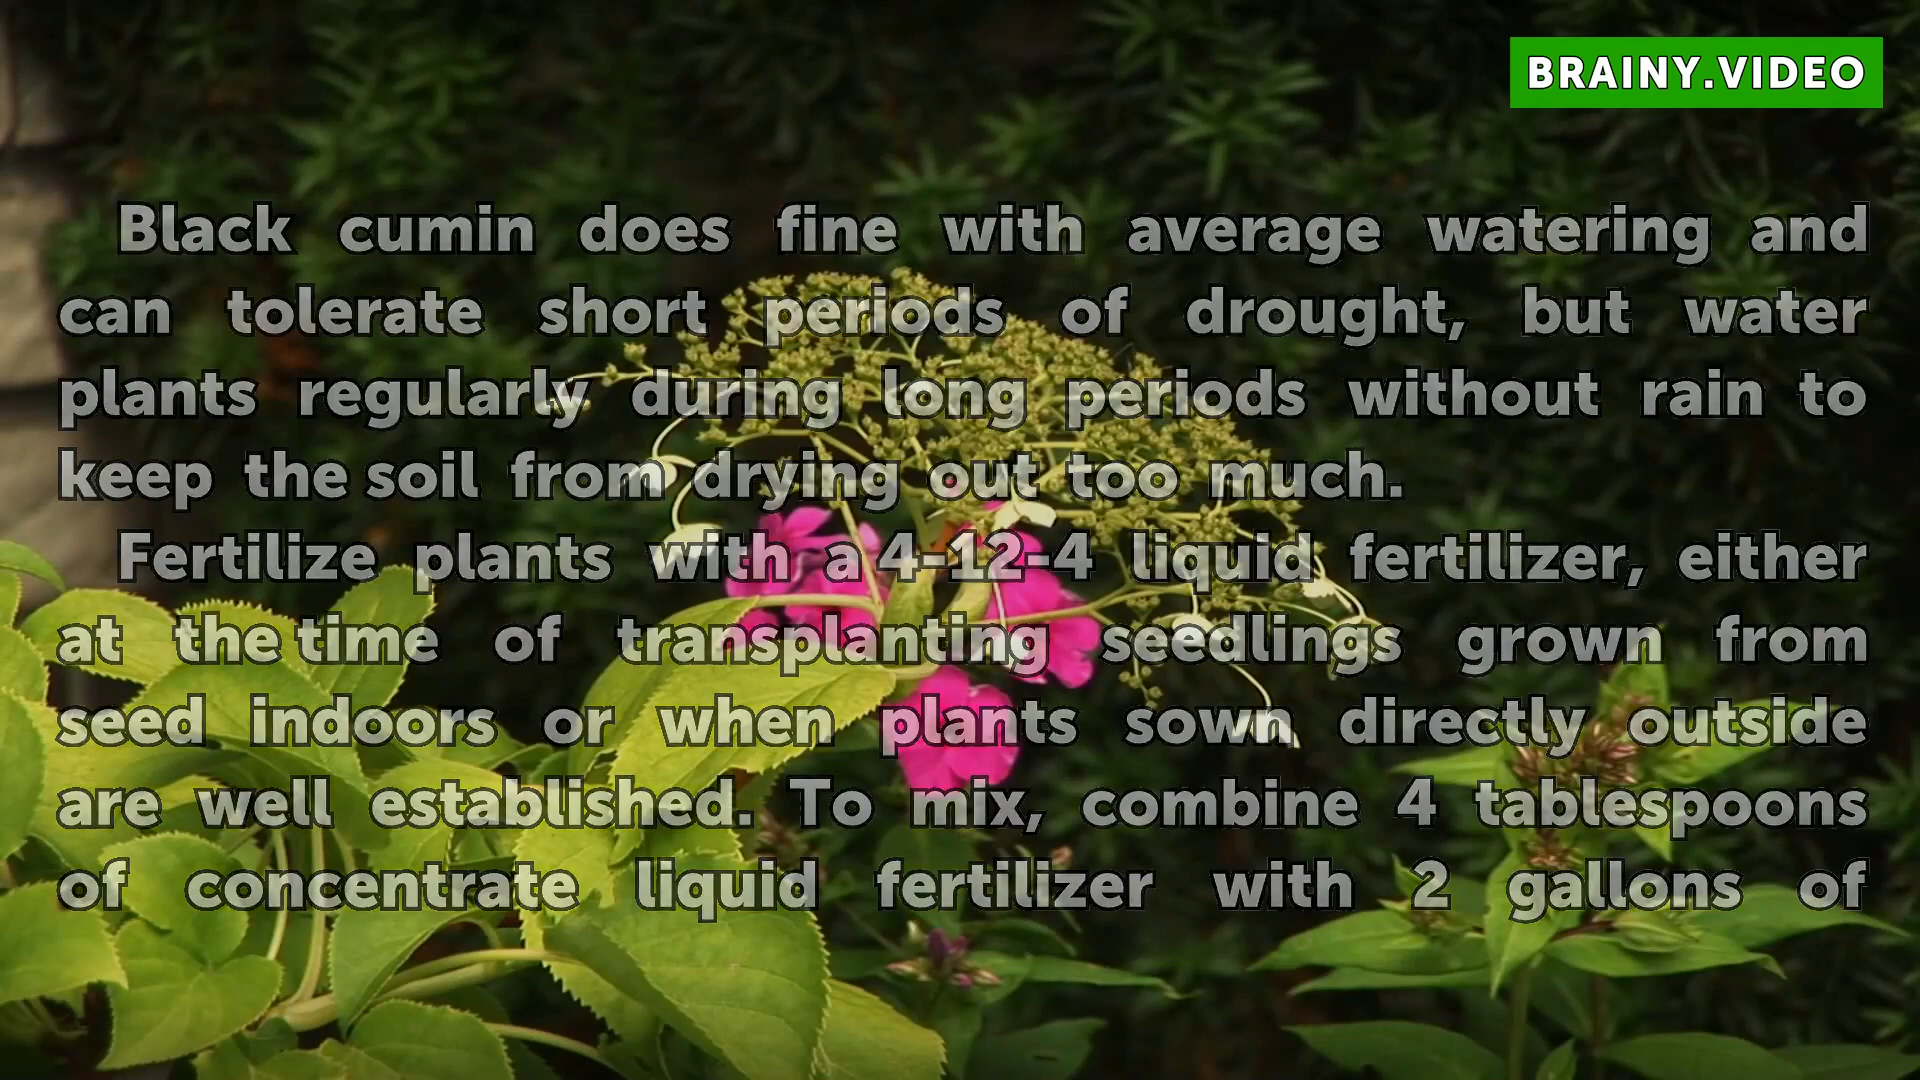 BRAINY.VIDEO
Black cumin does fine with average watering and
can tolerate short periods of drought, but water
plants regularly during long periods without rain to
keep the soil from drying out too much.
Fertilize plants with a 4-12-4 liquid fertilizer, either
at the time of transplanting seedlings grown from
seed indoors or when plants sown directly outside
are well established. To mix, combine 4 tablespoons
of concentrate liquid fertilizer with 2 gallons of